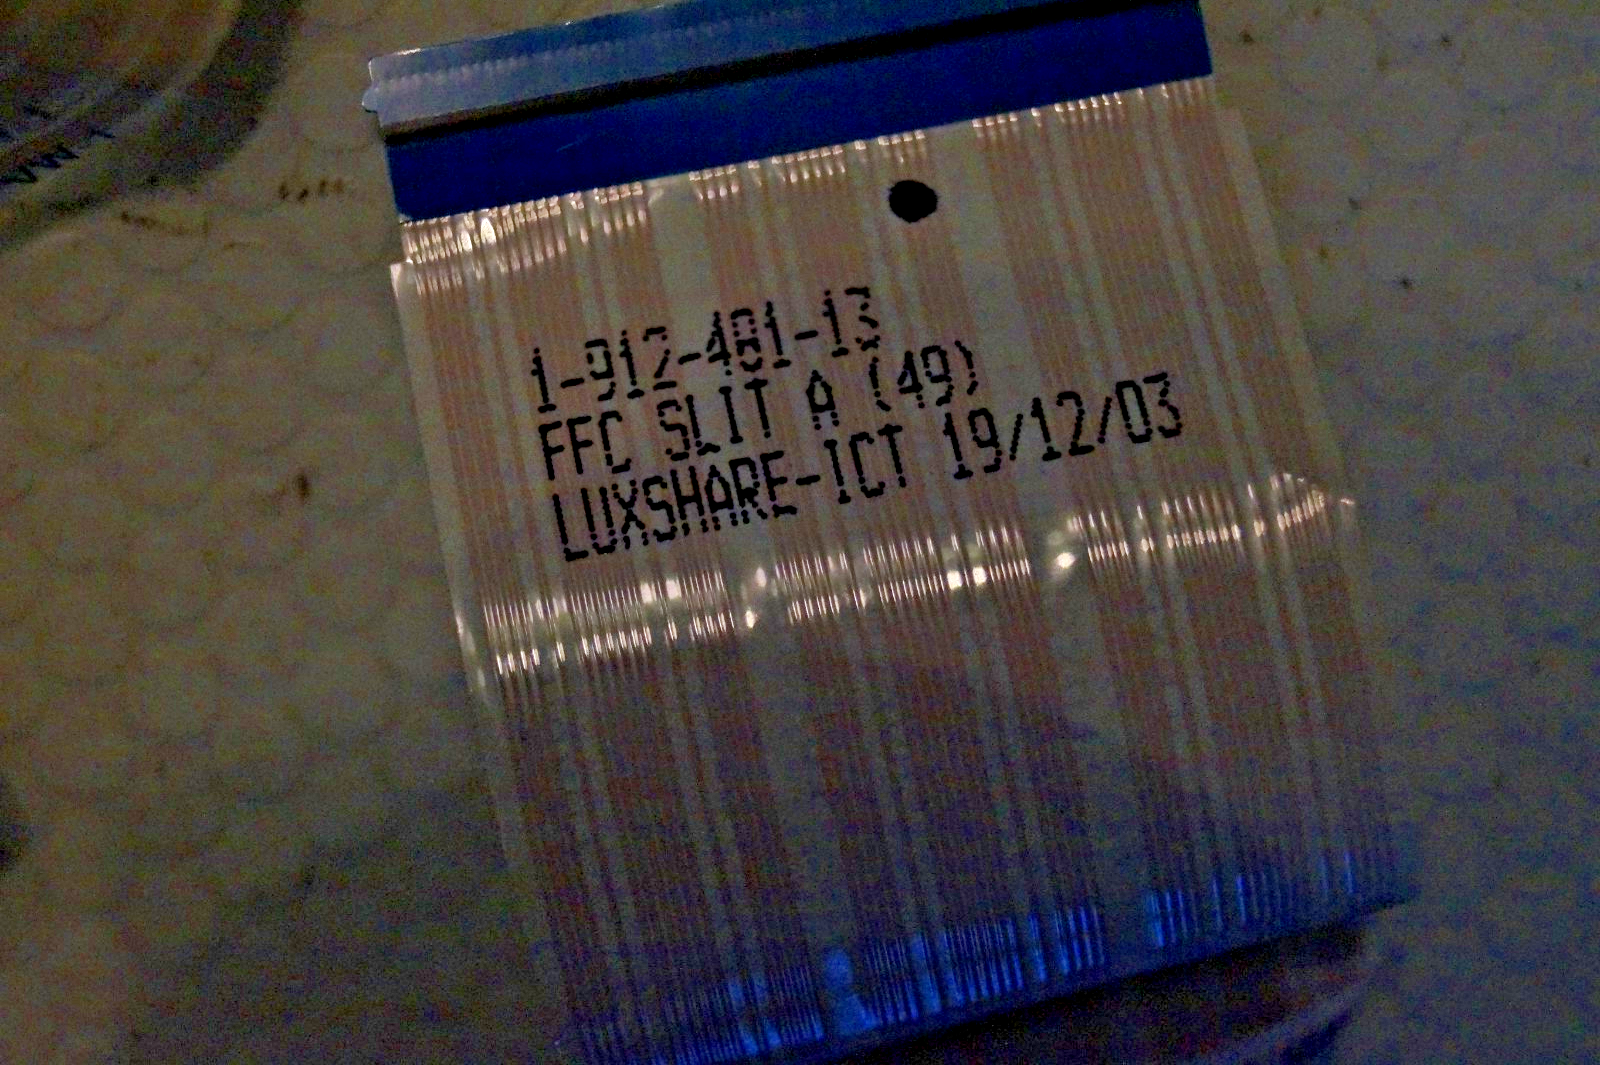 1-912-481-13
FFC SLIT A (49)
LUXSHARE-ICT 19/12/03